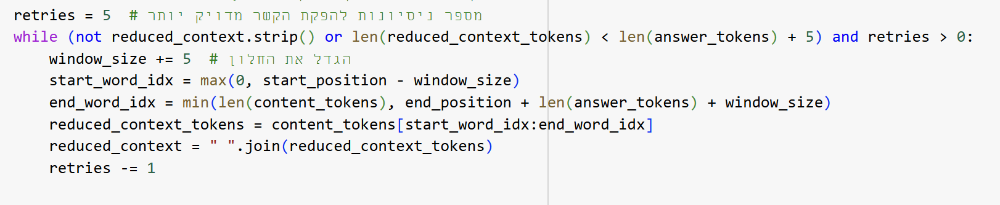 retries = 5  # מספר ניסיונות להפקת הקשר מדויק יותר
while (not reduced_context.strip() or len(reduced_context_tokens) < len(answer_tokens) + 5) and retries > 0:
    window_size += 5  # הגדל את החלון
    start_word_idx = max(0, start_position - window_size)
    end_word_idx = min(len(content_tokens), end_position + len(answer_tokens) + window_size)
    reduced_context_tokens = content_tokens[start_word_idx:end_word_idx]
    reduced_context = " ".join(reduced_context_tokens)
    retries -= 1